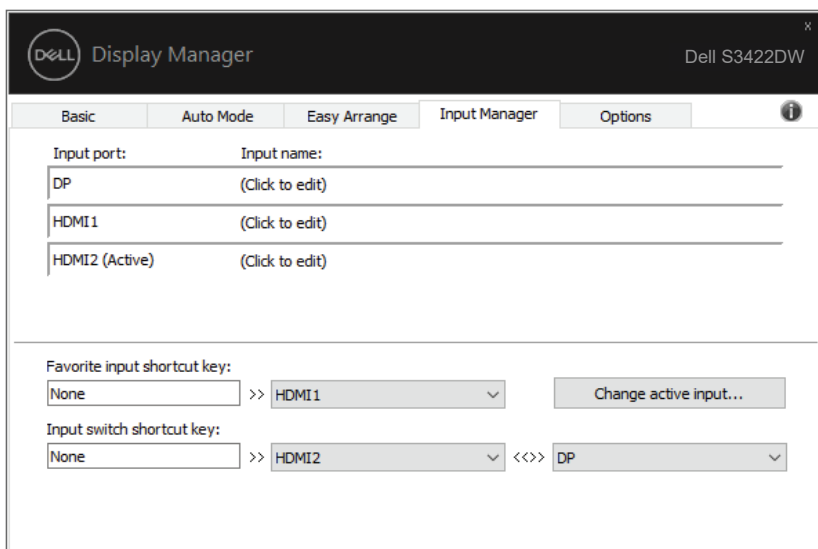 x
DELL Display Manager Dell S3422DW
Basic Auto Mode Easy Arrange Input Manager Options i
Input port: Input name:
DP (Click to edit)
HDMI1 (Click to edit)
HDMI2 (Active) (Click to edit)
Favorite input shortcut key:
None >> HDMI1 Change active input...
Input switch shortcut key:
None >> HDMI2 <<>> DP